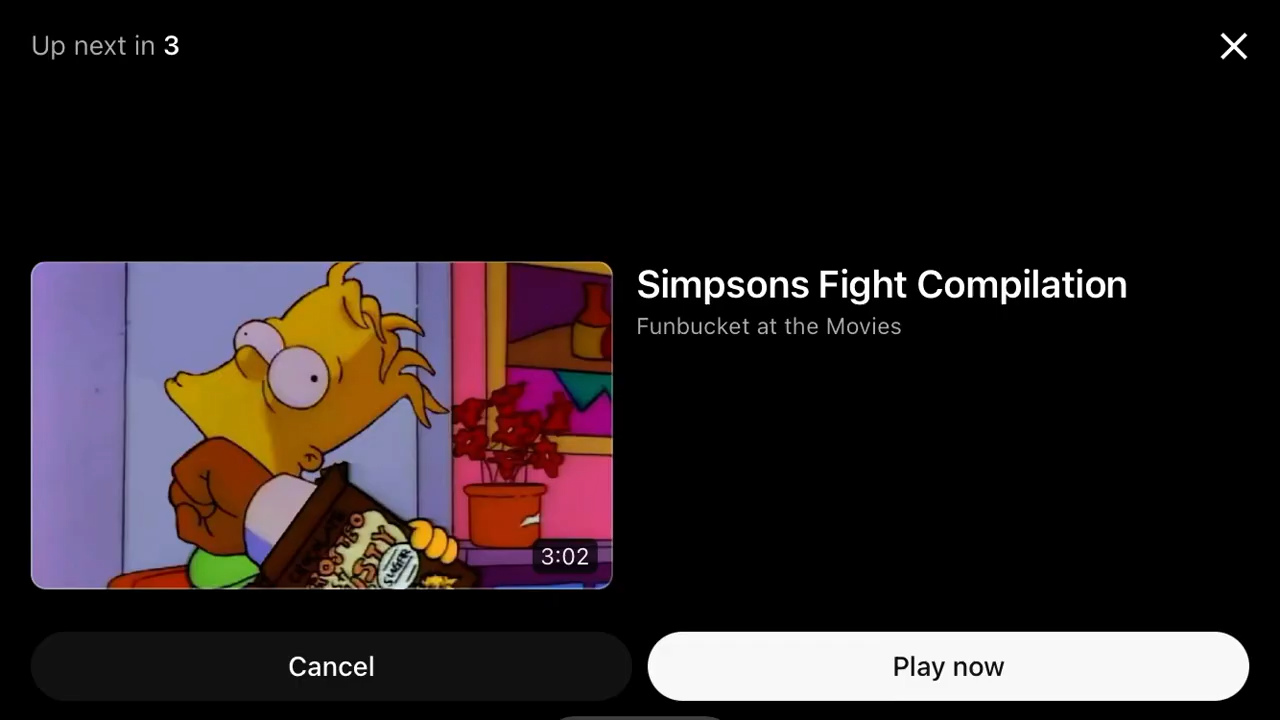 Up next in 3
Simpsons Fight Compilation
Funbucket at the Movies
3:02
Cancel
Play now